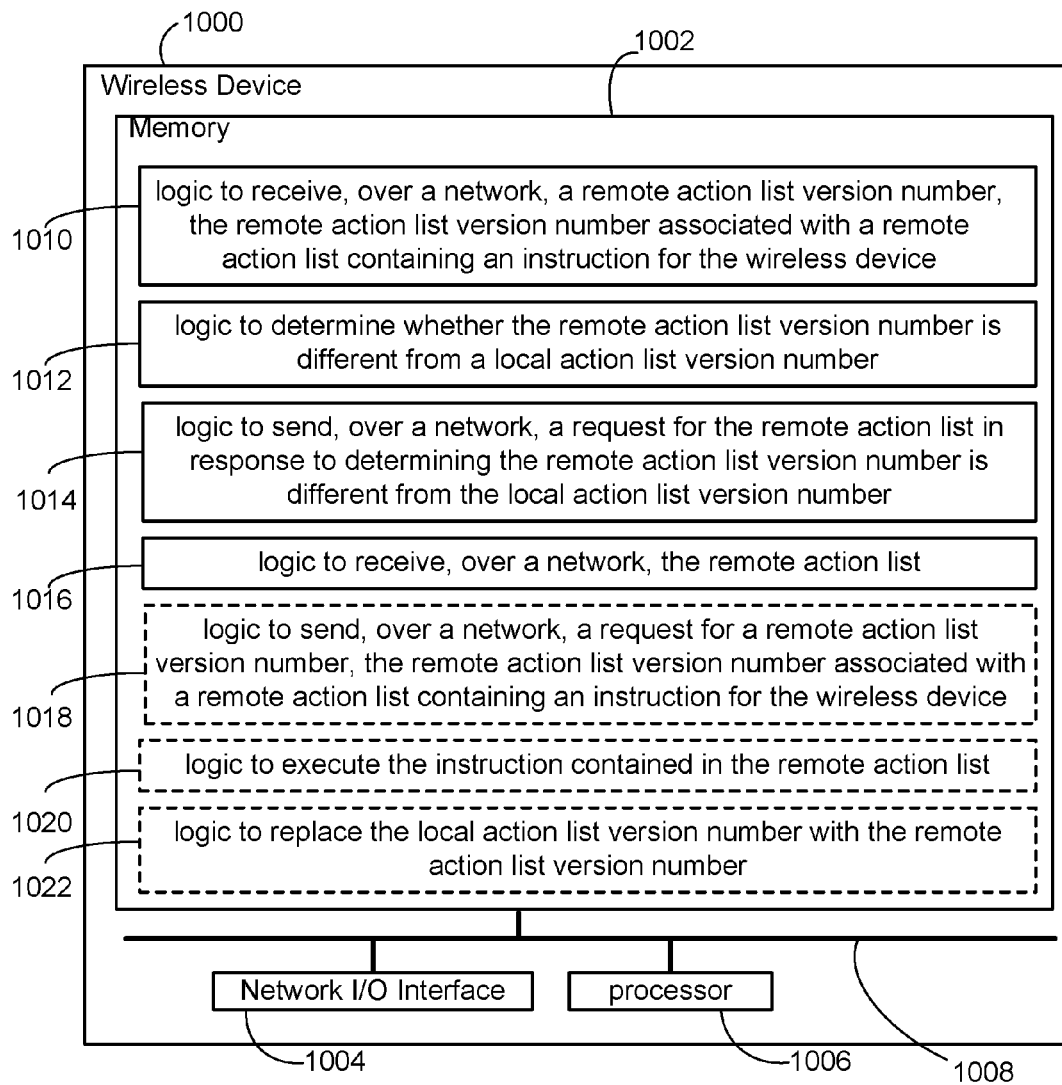 1000
1002
Wireless Device
Memory
logic to receive, over a network, a remote action list version number,
the remote action list version number associated with a remote
action list containing an instruction for the wireless device
1010
logic to determine whether the remote action list version number is
different from a local action list version number
1012
logic to send, over a network, a request for the remote action list in
response to determining the remote action list version number is
different from the local action list version number
1014
logic to receive, over a network, the remote action list
1016
logic to send, over a network, a request for a remote action list
version number, the remote action list version number associated with
a remote action list containing an instruction for the wireless device
1018
logic to execute the instruction contained in the remote action list
1020
logic to replace the local action list version number with the remote
action list version number
1022
Network I/O Interface
processor
1004
1006
1008